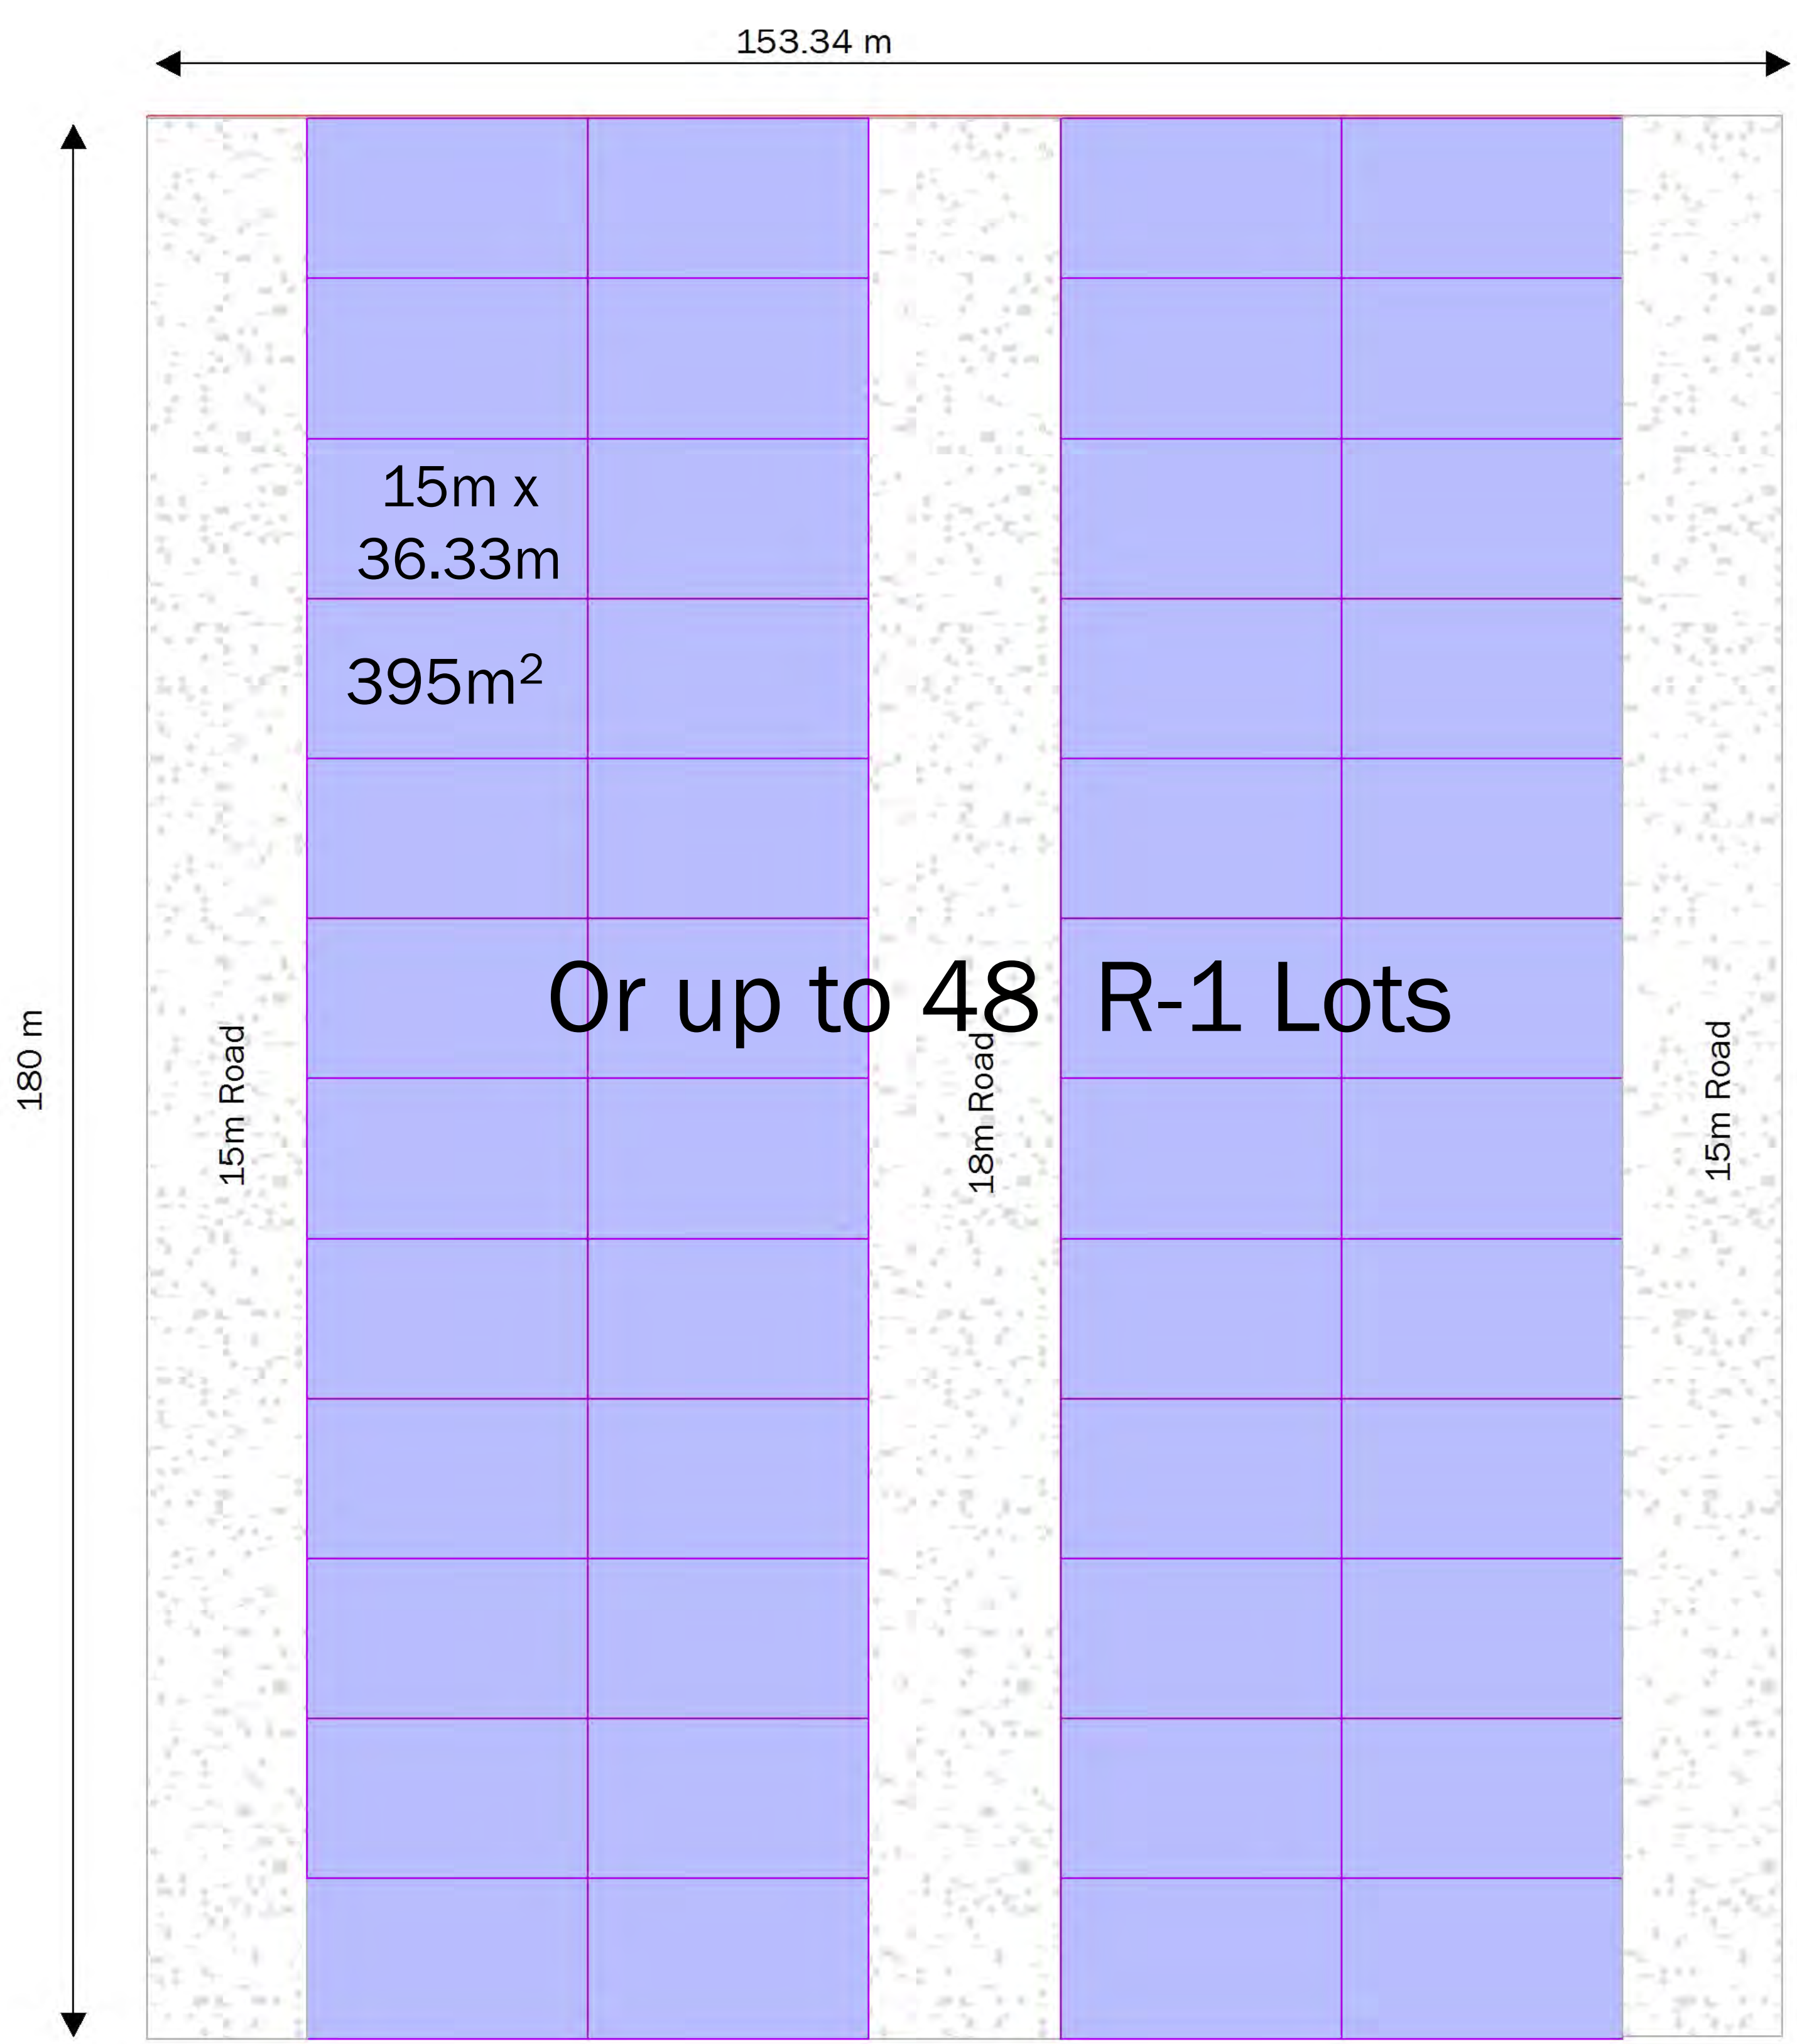 153.34 m
15m x
36.33m
395m²
Or up to 48 R-1 Lots
180 m
15m Road
18m Road
15m Road